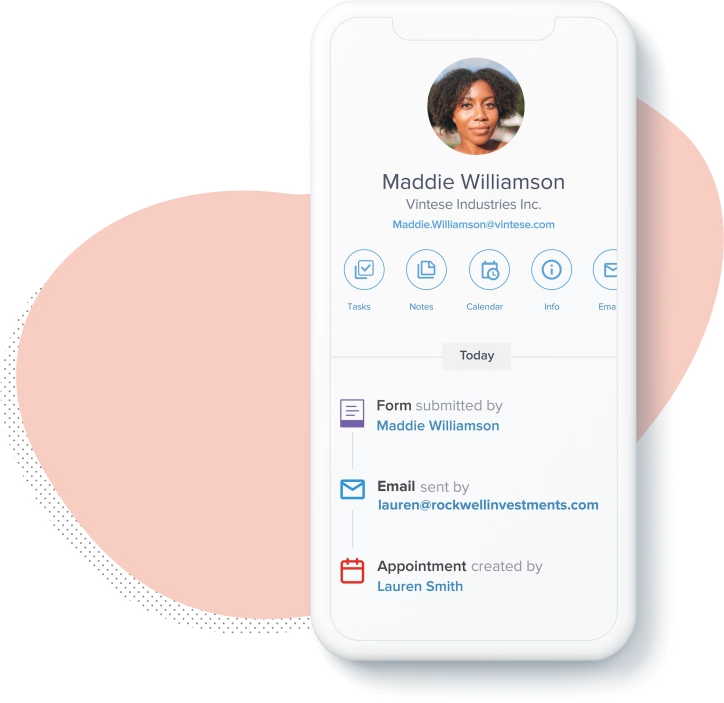 Maddie Williamson
Vintese Industries Inc.
Maddie.Williamson@vintese.com
Tasks Notes Calendar Info Ema
Today
Form submitted by
Maddie Williamson
Email sent by
lauren@rockwellinvestments.com
Appointment created by
Lauren Smith